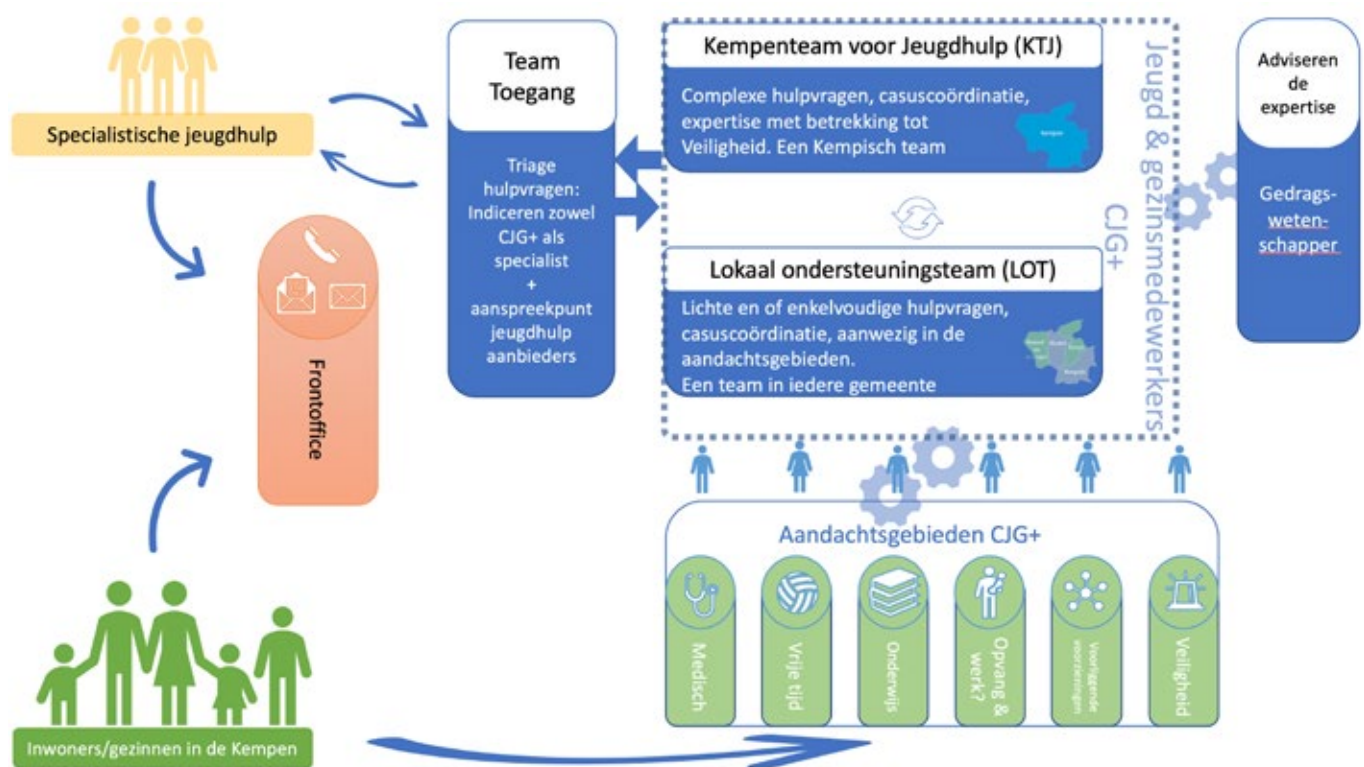 Specialistische jeugdhulp
Frontoffice
Inwoners/gezinnen in de Kempen
Team
Toegang
Triage
hulpvragen:
Indiceren zowel
CJG+ als
specialist
+
aanspreekpunt
jeugdhulp
aanbieders
Kempenteam voor Jeugdhulp (KTJ)
Complexe hulpvragen, casuscoördinatie,
expertise met betrekking tot
Veiligheid. Een Kempisch team
Lokaal ondersteuningsteam (LOT)
Lichte en of enkelvoudige hulpvragen,
casuscoördinatie, aanwezig in de
aandachtsgebieden.
Een team in iedere gemeente
Jeugd & gezinsmedewerkers
CJG+
Adviseren
de
expertise
Gedrags-
weten-
schapper
Aandachtsgebieden CJG+
Medisch
Vrije tijd
Onderwijs
Opvang &
werk?
Voorliggende
voorzieningen
Veiligheid